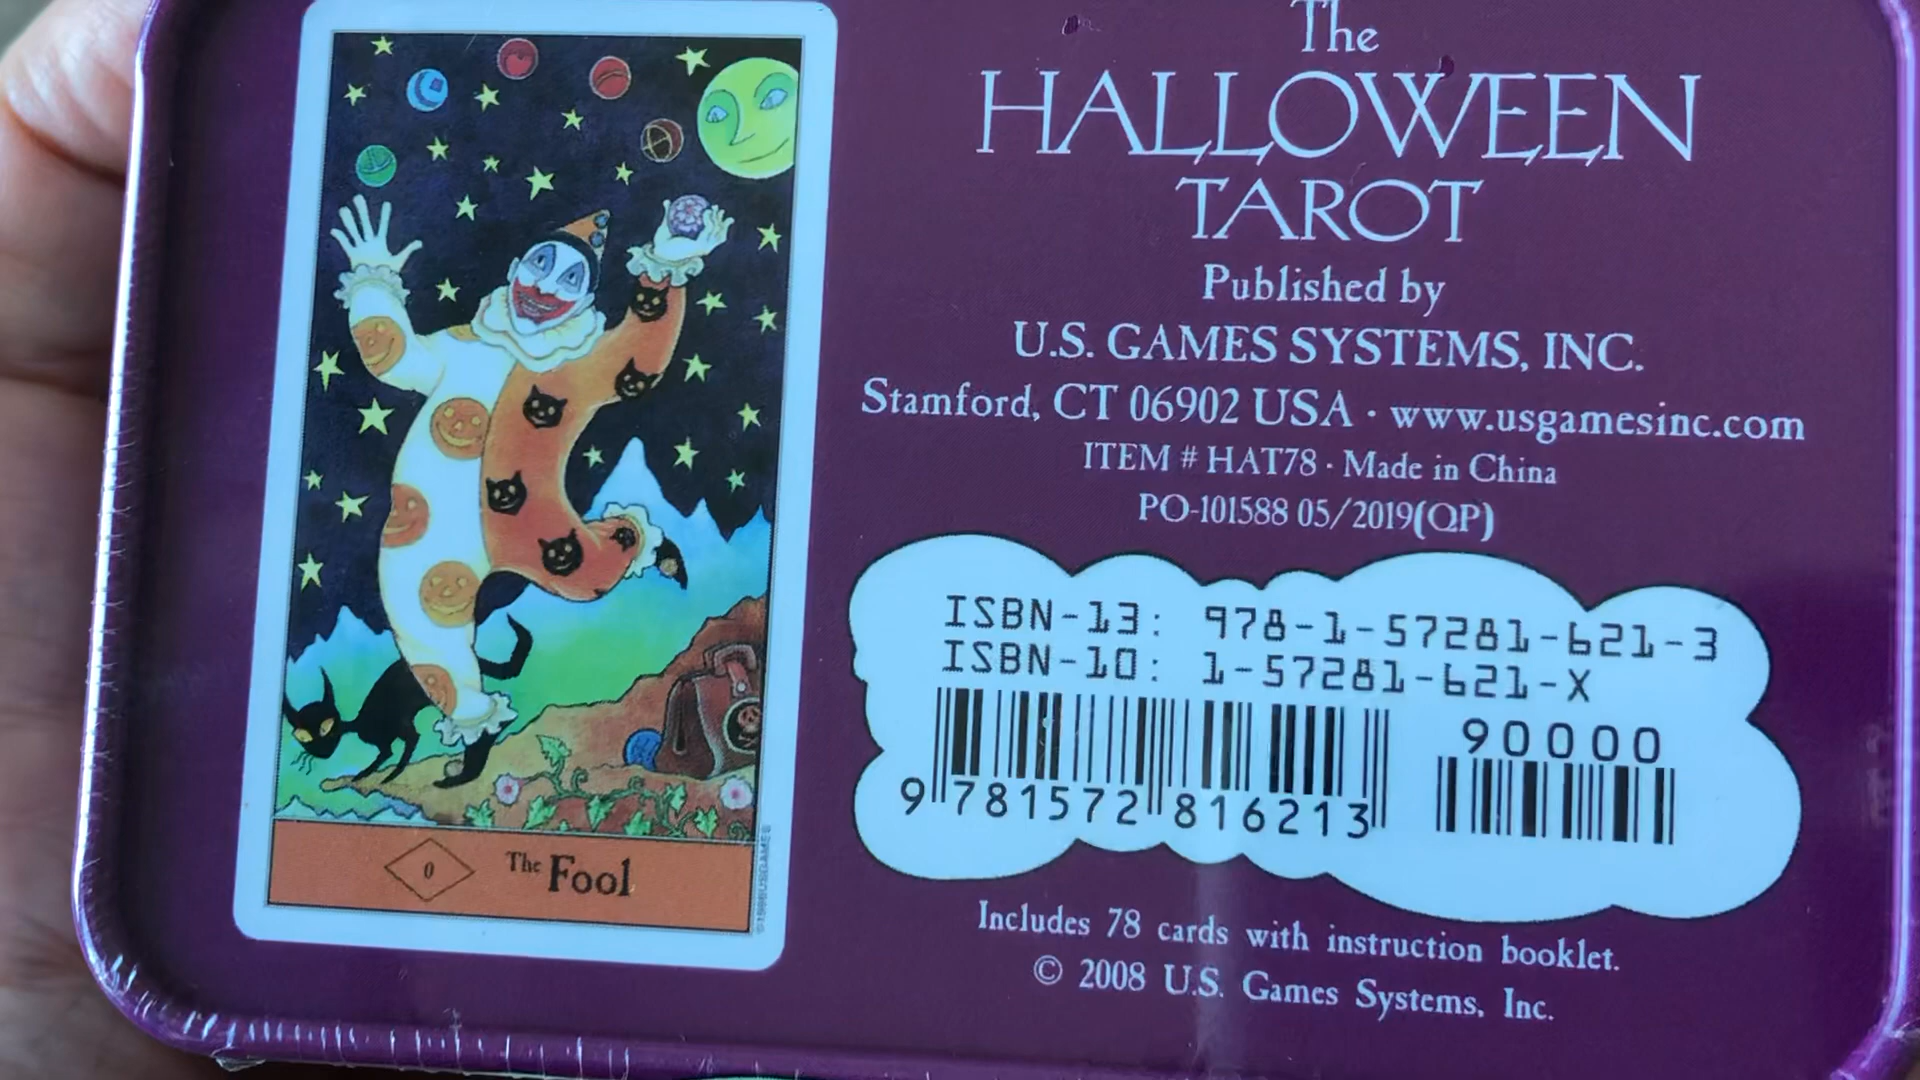 The
HALLOWEEN
TAROT
Published by
U.S. GAMES SYSTEMS, INC.
Stamford, CT 06902 USA · www.usgamesinc.com
ITEM # HAT78 · Made in China
PO-101588 05/2019(QP)
ISBN-13: 978-1-57281-621-3
ISBN-10: 1-57281-621-X
90000
9 781572 816213
Includes 78 cards with instruction booklet.
© 2008 U.S. Games Systems, Inc.
0 The Fool